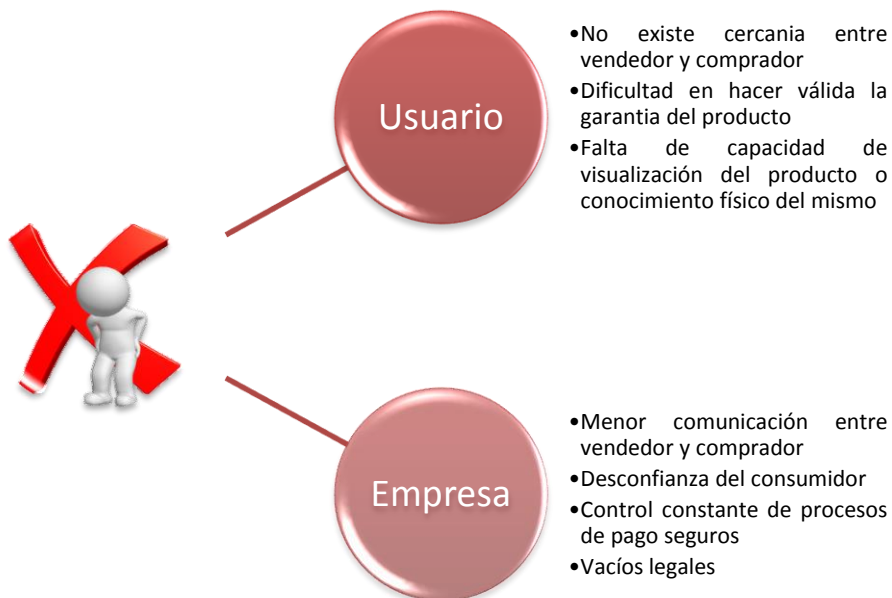 Usuario
•No existe cercania entre
vendedor y comprador
•Dificultad en hacer válida la
garantia del producto
•Falta de capacidad de
visualización del producto o
conocimiento físico del mismo
Empresa
•Menor comunicación entre
vendedor y comprador
•Desconfianza del consumidor
•Control constante de procesos
de pago seguros
•Vacíos legales